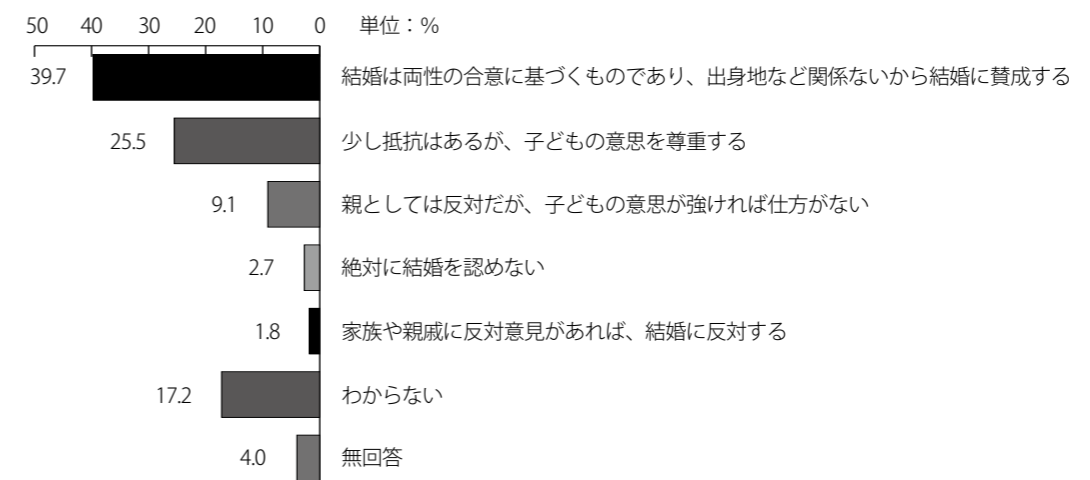 50 40 30 20 10 0 単位：%
39.7 結婚は両性の合意に基づくものであり、出身地など関係ないから結婚に賛成する
25.5 少し抵抗はあるが、子どもの意思を尊重する
9.1 親としては反対だが、子どもの意思が強ければ仕方がない
2.7 絶対に結婚を認めない
1.8 家族や親戚に反対意見があれば、結婚に反対する
17.2 わからない
4.0 無回答